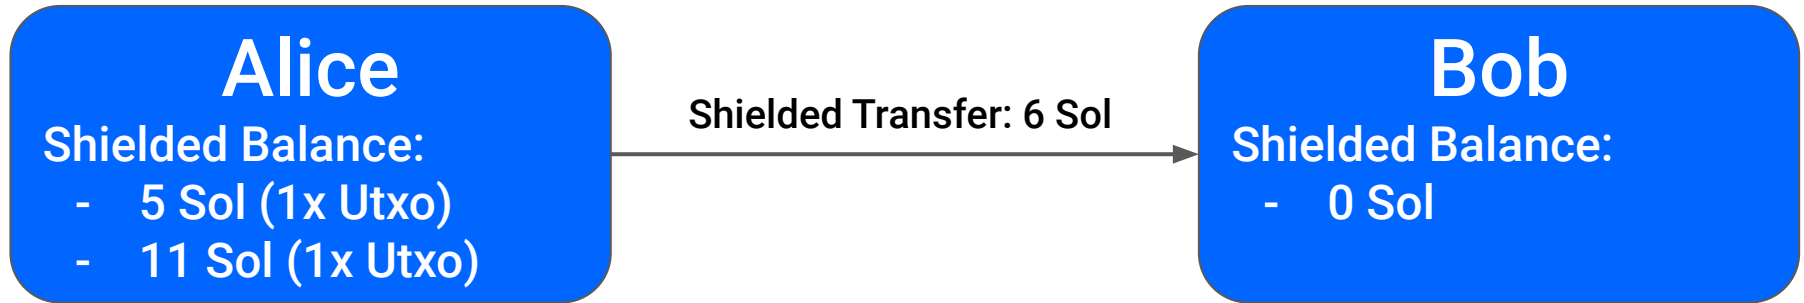 Alice
Shielded Balance:
- 5 Sol (1x Utxo)
- 11 Sol (1x Utxo)
Shielded Transfer: 6 Sol
Bob
Shielded Balance:
- 0 Sol